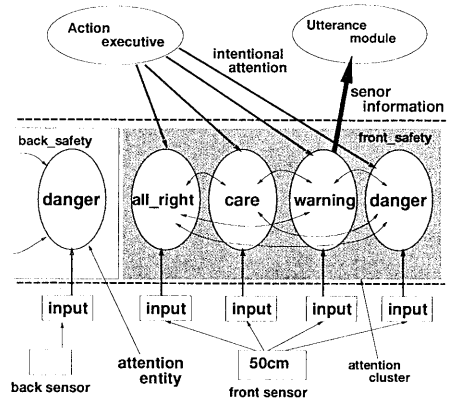 Action
executive
Utterance
module
intentional
attention
senor
information
back_safety
front_safety
danger
all_right
care
warning
danger
input
input
input
input
input
50cm
back sensor
attention
entity
front sensor
attention
cluster